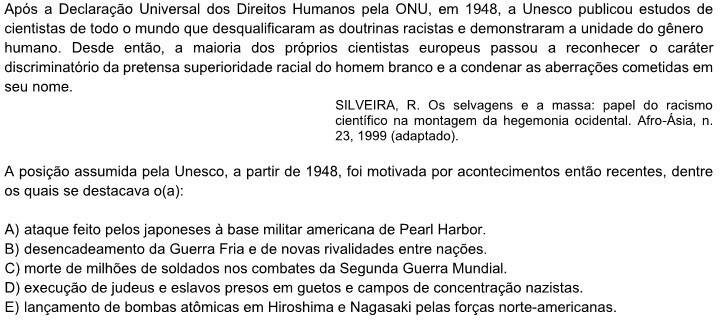 Após a Declaração Universal dos Direitos Humanos pela ONU, em 1948, a Unesco publicou estudos de
cientistas de todo o mundo que desqualificaram as doutrinas racistas e demonstraram a unidade do gênero
humano. Desde então, a maioria dos próprios cientistas europeus passou a reconhecer o caráter
discriminatório da pretensa superioridade racial do homem branco e a condenar as aberrações cometidas em
seu nome.
SILVEIRA, R. Os selvagens e a massa: papel do racismo
científico na montagem da hegemonia ocidental. Afro-Ásia, n.
23, 1999 (adaptado).
A posição assumida pela Unesco, a partir de 1948, foi motivada por acontecimentos então recentes, dentre
os quais se destacava o(a):
A) ataque feito pelos japoneses à base militar americana de Pearl Harbor.
B) desencadeamento da Guerra Fria e de novas rivalidades entre nações.
C) morte de milhões de soldados nos combates da Segunda Guerra Mundial.
D) execução de judeus e eslavos presos em guetos e campos de concentração nazistas.
E) lançamento de bombas atômicas em Hiroshima e Nagasaki pelas forças norte-americanas.